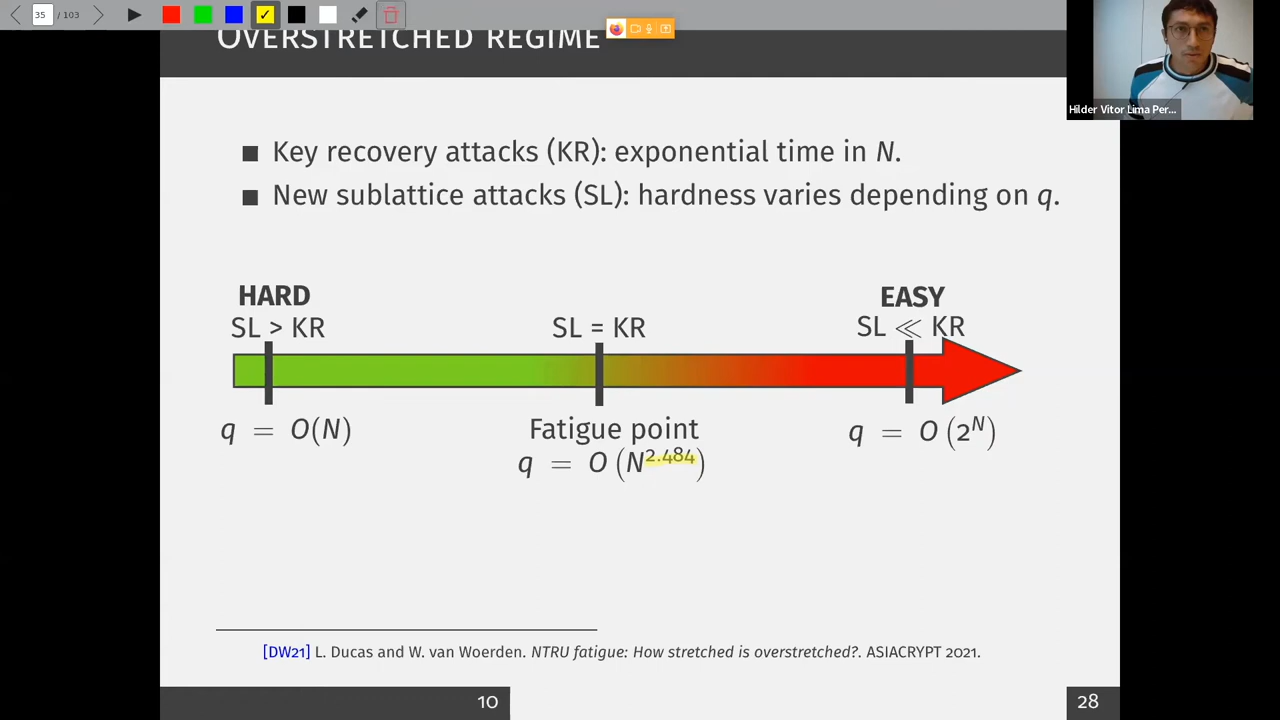 35 / 103
OVERSTRETCHED REGIME
Hilder Vitor Lima Per...
■ Key recovery attacks (KR): exponential time in N.
■ New sublattice attacks (SL): hardness varies depending on q.
HARD
SL > KR
SL = KR
EASY
SL ≪ KR
q = O(N)
Fatigue point
q = O(N^2.484)
q = O(2^N)
[DW21] L. Ducas and W. van Woerden. NTRU fatigue: How stretched is overstretched?. ASIACRYPT 2021.
10
28